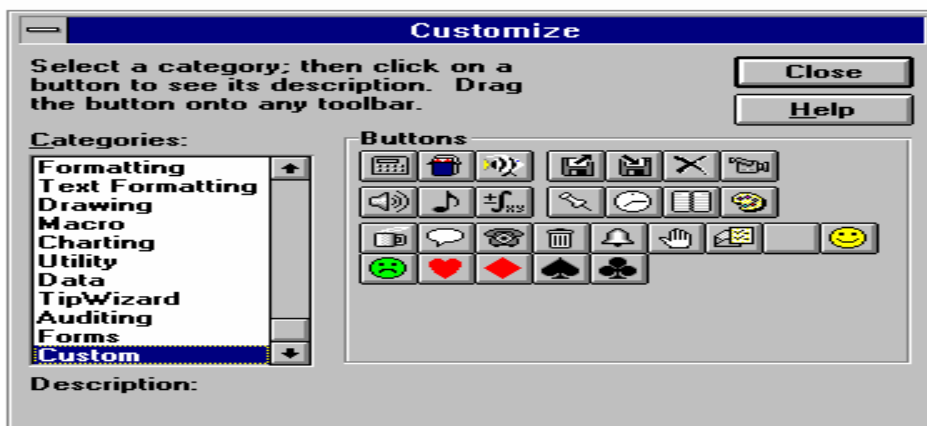 Customize
Select a category; then click on a
button to see its description. Drag
the button onto any toolbar.
Close
Help
Categories:
Formatting
Text Formatting
Drawing
Macro
Charting
Utility
Data
TipWizard
Auditing
Forms
Custom
Buttons
±∫xy
Description: